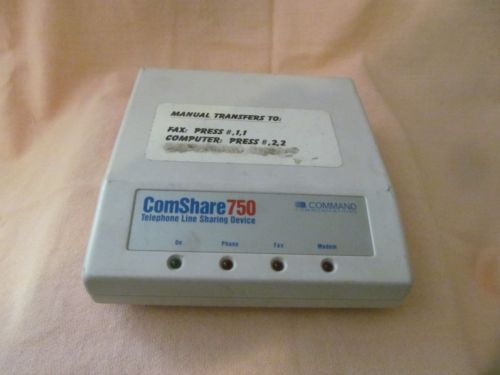 MANUAL TRANSFERS TO:
FAX: PRESS #,1,1
COMPUTER: PRESS #,2,2
ComShare750
Telephone Line Sharing Device
COMMAND
On Phone Fax Modem